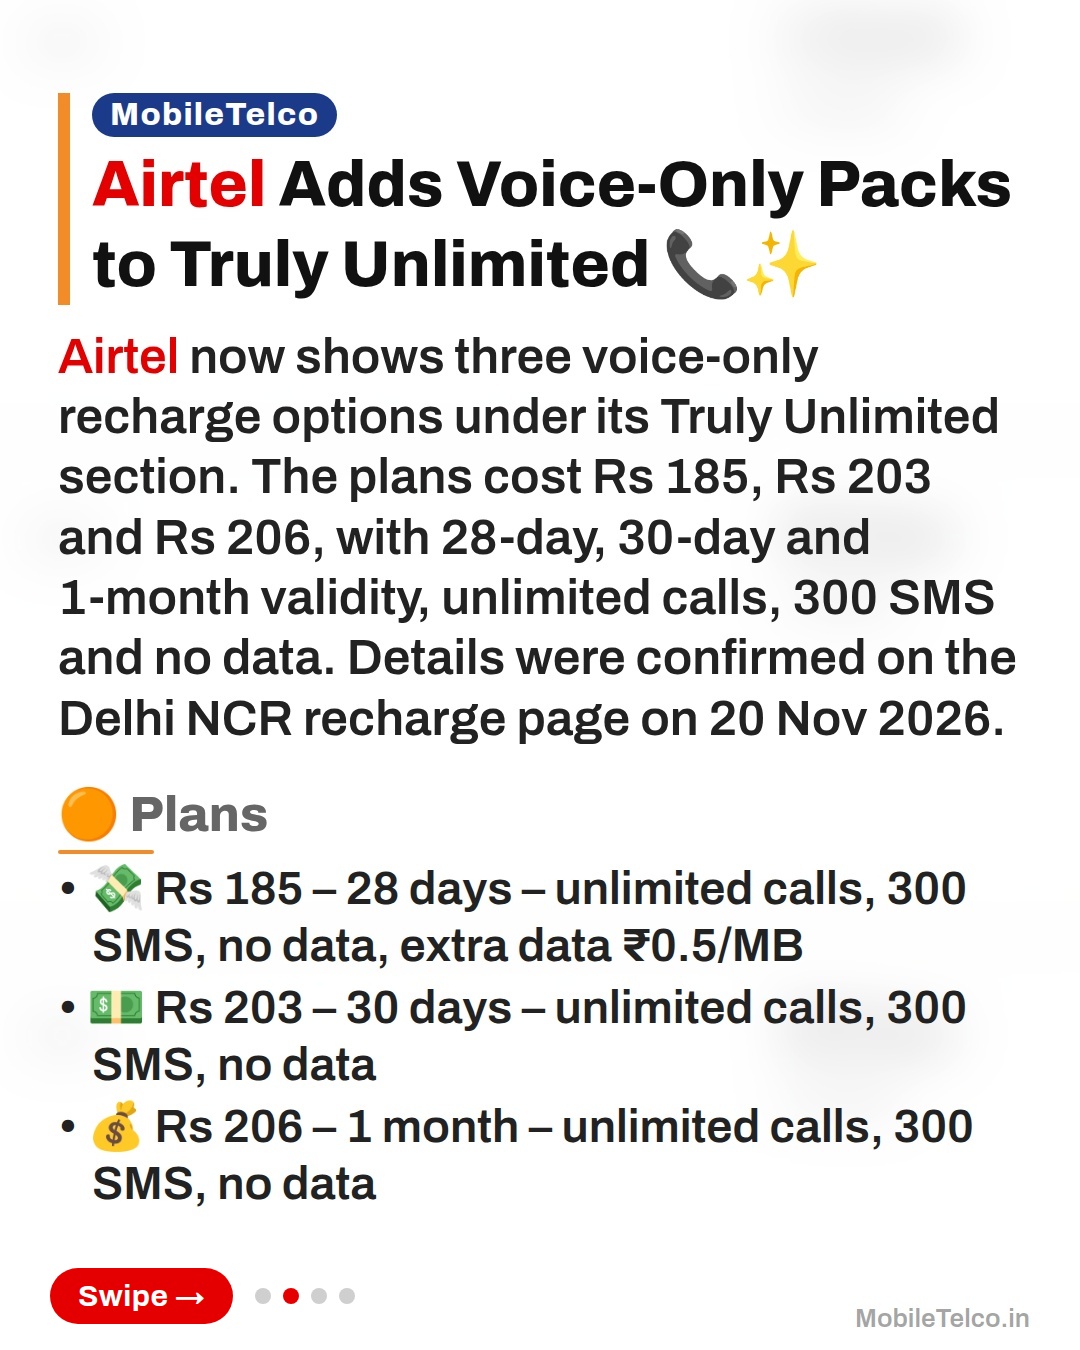 MobileTelco
Airtel Adds Voice-Only Packs
to Truly Unlimited 📞✨
Airtel now shows three voice-only
recharge options under its Truly Unlimited
section. The plans cost Rs 185, Rs 203
and Rs 206, with 28-day, 30-day and
1-month validity, unlimited calls, 300 SMS
and no data. Details were confirmed on the
Delhi NCR recharge page on 20 Nov 2026.
🟠 Plans
• 💸 Rs 185 – 28 days – unlimited calls, 300
SMS, no data, extra data ₹0.5/MB
• 💵 Rs 203 – 30 days – unlimited calls, 300
SMS, no data
• 💰 Rs 206 – 1 month – unlimited calls, 300
SMS, no data
Swipe →
MobileTelco.in